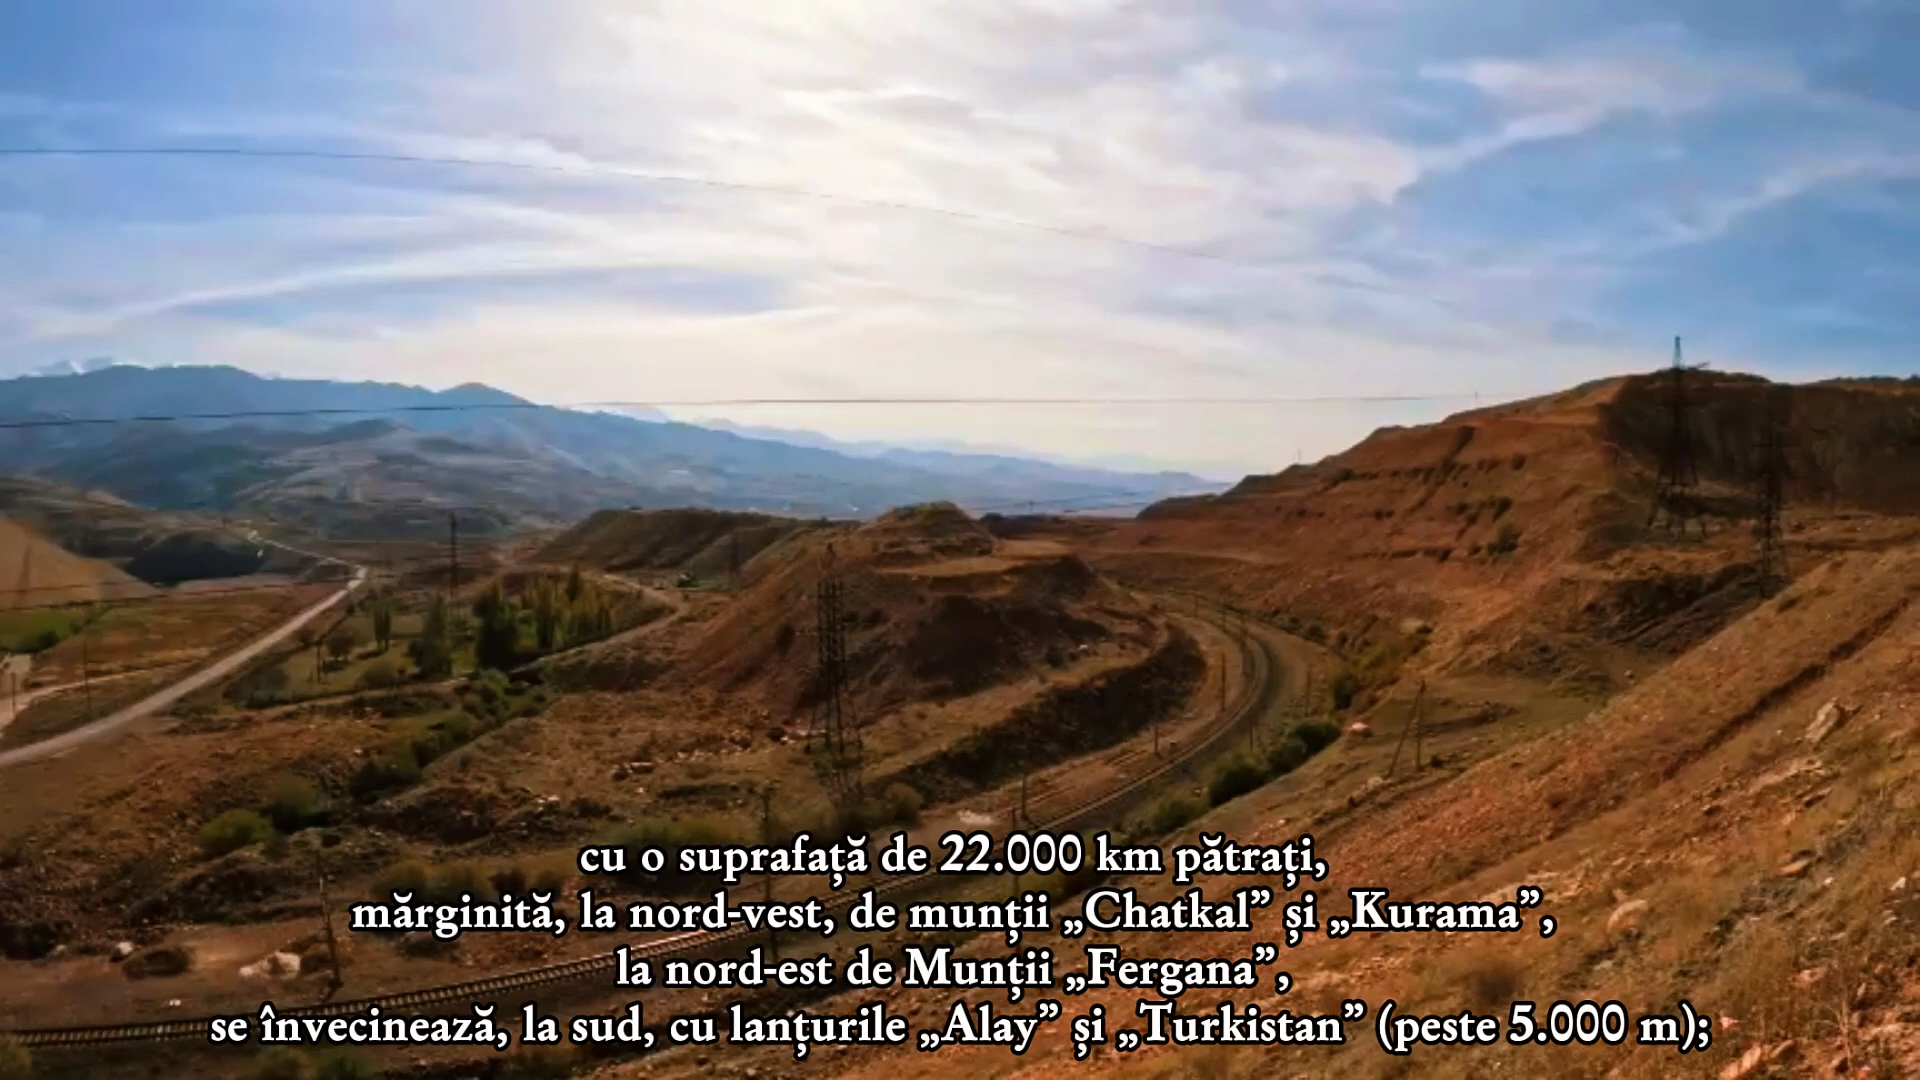 cu o suprafață de 22.000 km pătrați,
mărginită, la nord-vest, de munții „Chatkal” și „Kurama”,
la nord-est de Munții „Fergana”,
se învecinează, la sud, cu lanțurile „Alay” și „Turkistan” (peste 5.000 m);